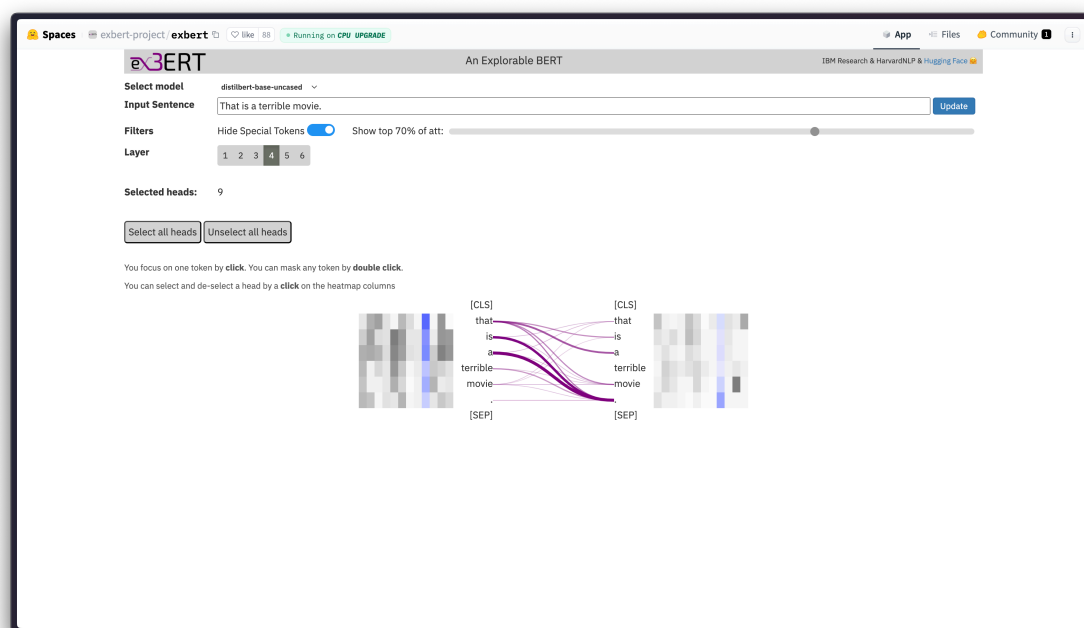 Spaces exbert-project/exbert like 88 Running on CPU UPGRADE App Files Community 1
exBERT An Explorable BERT IBM Research & HarvardNLP & Hugging Face
Select model distilbert-base-uncased
Input Sentence That is a terrible movie. Update
Filters Hide Special Tokens Show top 70% of att:
Layer 1 2 3 4 5 6
Selected heads: 9
Select all heads Unselect all heads
You focus on one token by click. You can mask any token by double click.
You can select and de-select a head by a click on the heatmap columns
[CLS] [CLS]
that that
is is
a a
terrible terrible
movie movie
. .
[SEP] [SEP]